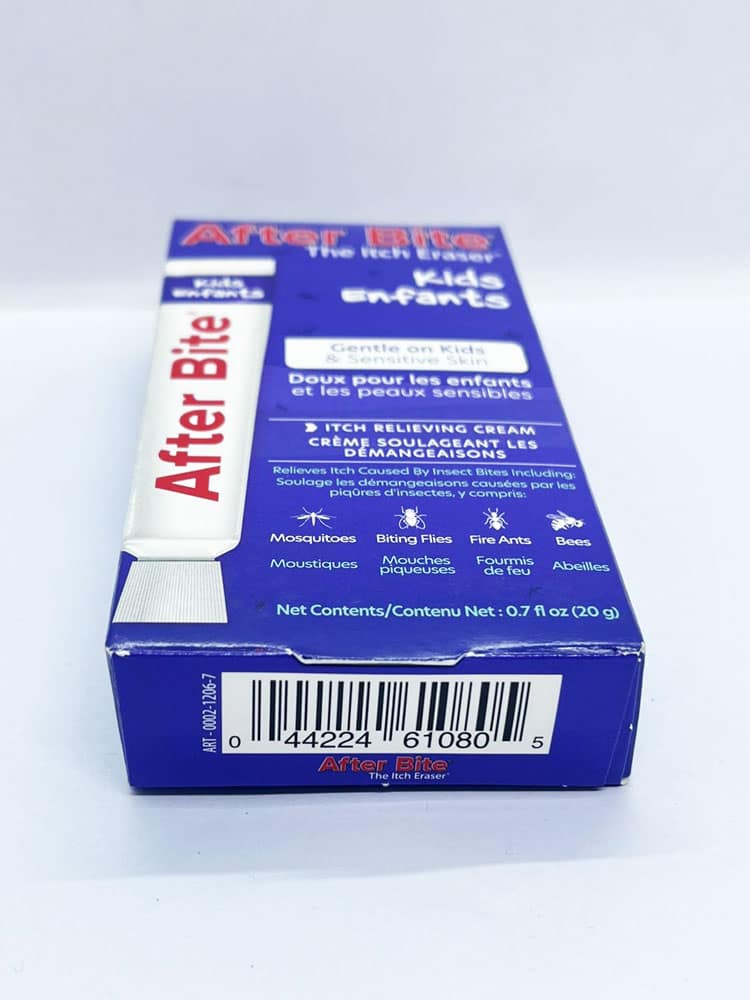 After Bite
The Itch Eraser™
Kids
Enfants
Kids
Enfants
After Bite™
Gentle on Kids
& Sensitive Skin
Doux pour les enfants
et les peaux sensibles
ITCH RELIEVING CREAM
CRÈME SOULAGEANT LES
DÉMANGEAISONS
Relieves Itch Caused By Insect Bites Including:
Soulage les démangeaisons causées par les
piqûres d'insectes, y compris:
Mosquitoes Biting Flies Fire Ants Bees
Moustiques Mouches piqueuses Fourmis de feu Abeilles
Net Contents/Contenu Net : 0.7 fl oz (20 g)
ART - 0002-1206-7
0 44224 61080 5
After Bite™
The Itch Eraser™